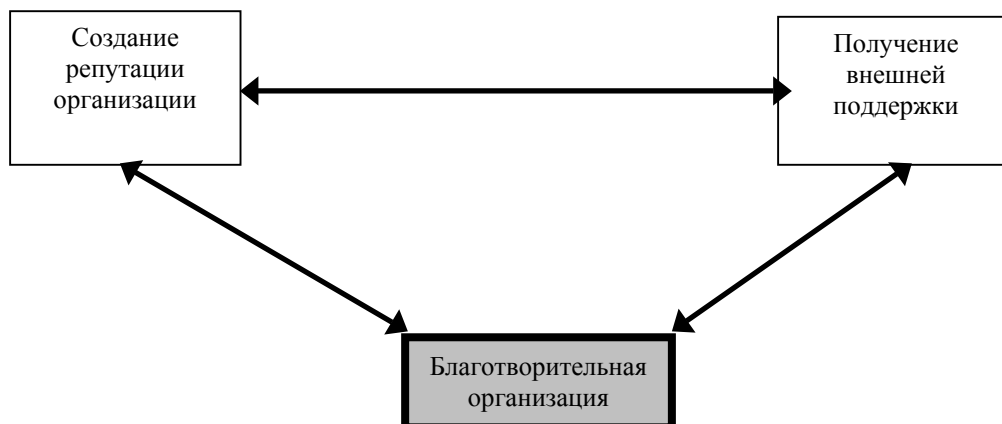 Создание
репутации
организации
Получение
внешней
поддержки
Благотворительная
организация